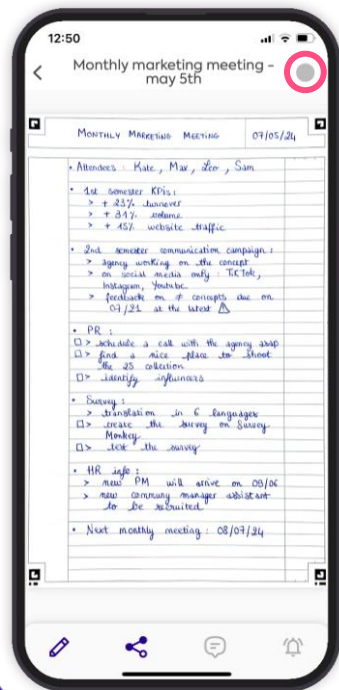 12:50
Monthly marketing meeting -
may 5th
MONTHLY MARKETING MEETING 07/05/24
• Attendees : Kate, Max, Leo, Sam
• 1st semester KPIs :
> + 23% turnover
> + 31% volume
> + 45% website traffic
• 2nd semester communication campaign :
> agency working on the concept
> on social media only : TikTok,
Instagram, Youtube
> feedback on ≠ concepts due on
07/21 at the latest ⚠
• PR :
□> schedule a call with the agency asap
□> find a nice place to shoot
the 25 collection
□> identify influencers
• Survey :
> translation in 6 languages
□> create the survey on Survey
Monkey
□> test the survey
• HR info :
> new PM will arrive on 09/06
> new communy manager assistant
to be recruited
• Next monthly meeting : 08/07/24